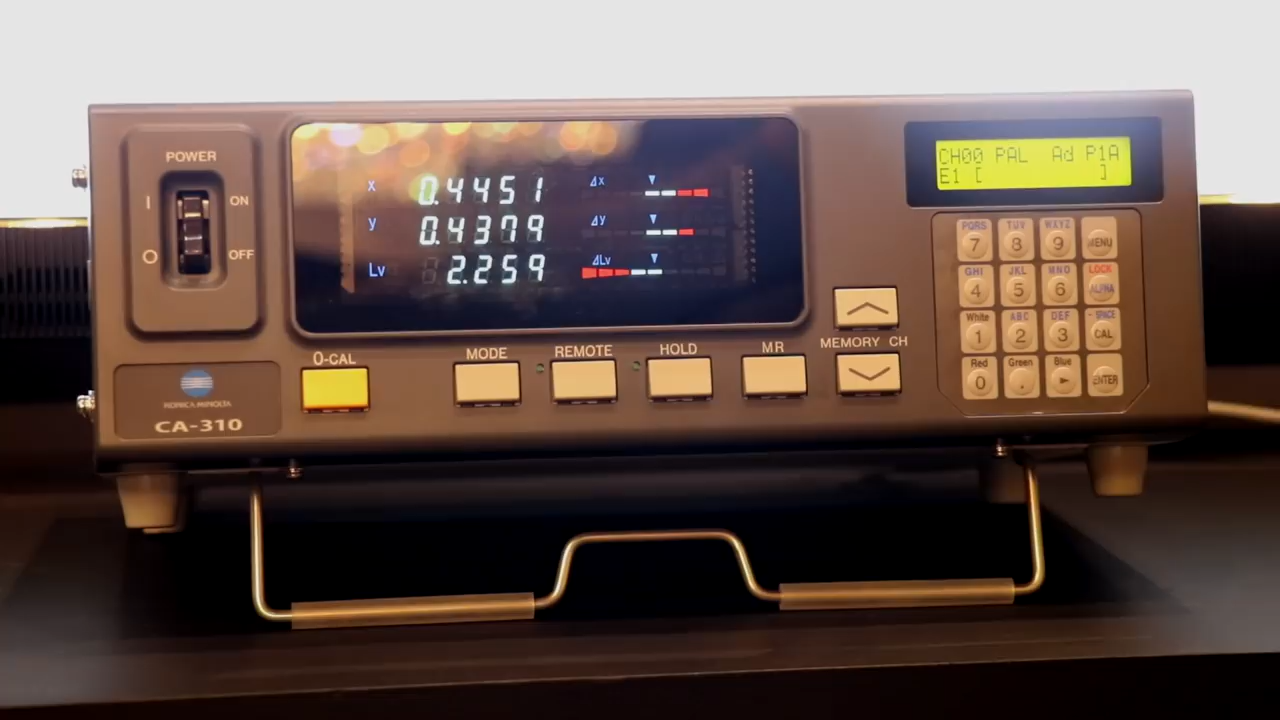 POWER
I ON
O OFF
x 0.4451 Δx
y 0.4379 Δy
Lv 2.259 ΔLv
CH00 PAL Ad P1A
E1 [ ]
PQRS TUV WXYZ
7 8 9 MENU
GHI JKL MNO LOCK
4 5 6 ALPHA
White ABC DEF - SPACE
1 2 3 CAL
Red Green Blue
0 . ENTER
0-CAL
MODE
REMOTE
HOLD
MR
MEMORY CH
KONICA MINOLTA
CA-310